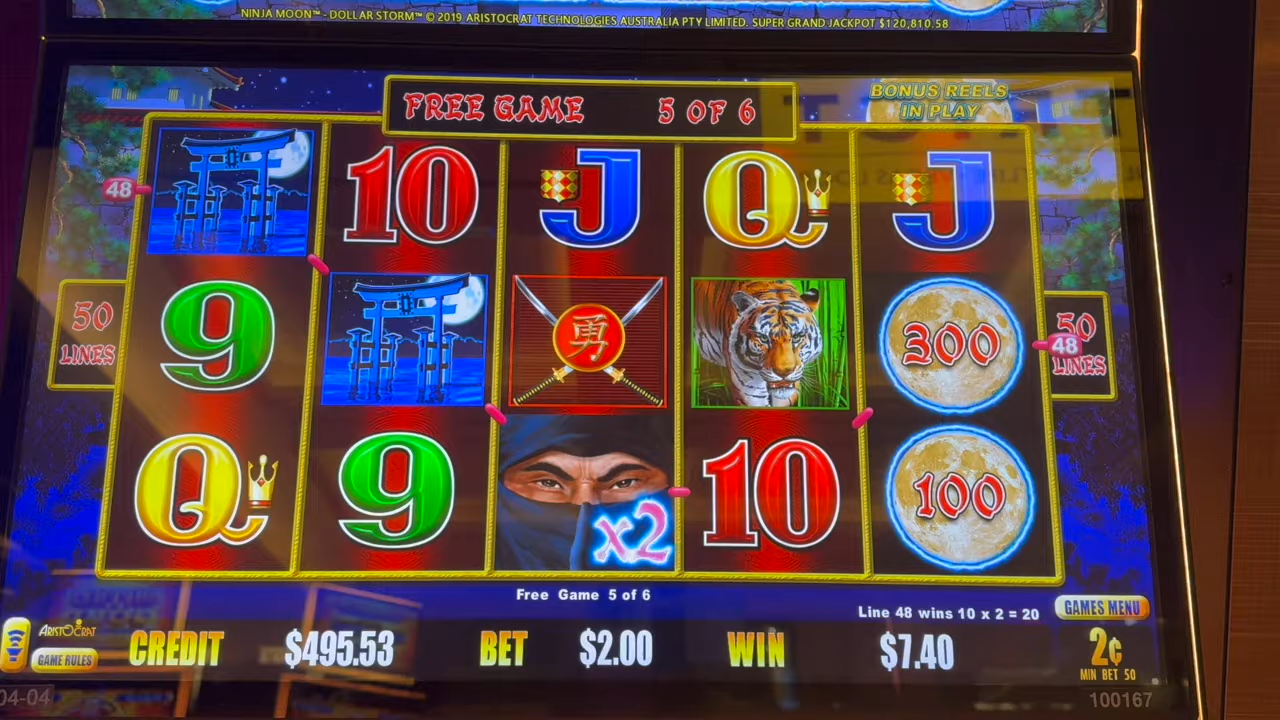 NINJA MOON™ - DOLLAR STORM™ © 2019 ARISTOCRAT TECHNOLOGIES AUSTRALIA PTY LIMITED. SUPER GRAND JACKPOT $120,810.58
FREE GAME 5 OF 6
BONUS REELS
IN PLAY
48
10 J Q J
50
LINES
9 勇 300
50
48
LINES
Q 9 x2 10 100
Free Game 5 of 6
Line 48 wins 10 x 2 = 20
GAMES MENU
ARISTOCRAT
GAME RULES
CREDIT $495.53 BET $2.00 WIN $7.40
2¢
MIN BET 50
04-04
100167